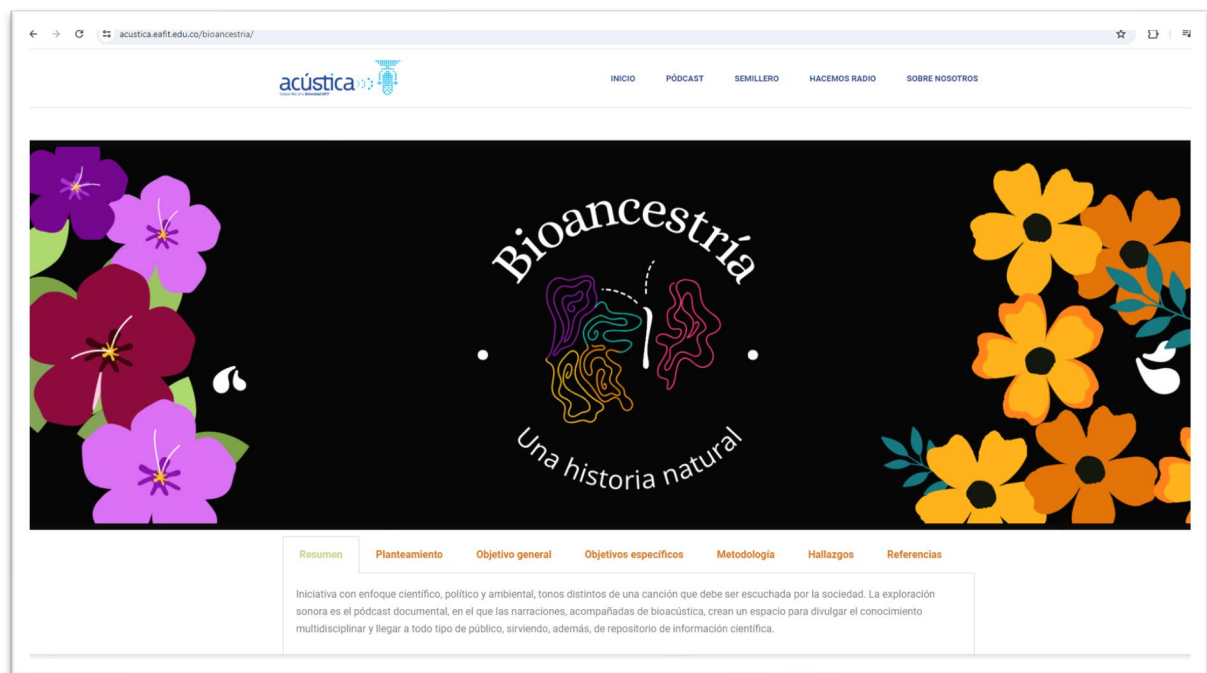 acustica.eafit.edu.co/bioancestria/
acústica
INICIO PÓDCAST SEMILLERO HACEMOS RADIO SOBRE NOSOTROS
Bioancestría
Una historia natural
Resumen Planteamiento Objetivo general Objetivos específicos Metodología Hallazgos Referencias
Iniciativa con enfoque científico, político y ambiental, tonos distintos de una canción que debe ser escuchada por la sociedad. La exploración
sonora es el pódcast documental, en el que las narraciones, acompañadas de bioacústica, crean un espacio para divulgar el conocimiento
multidisciplinar y llegar a todo tipo de público, sirviendo, además, de repositorio de información científica.